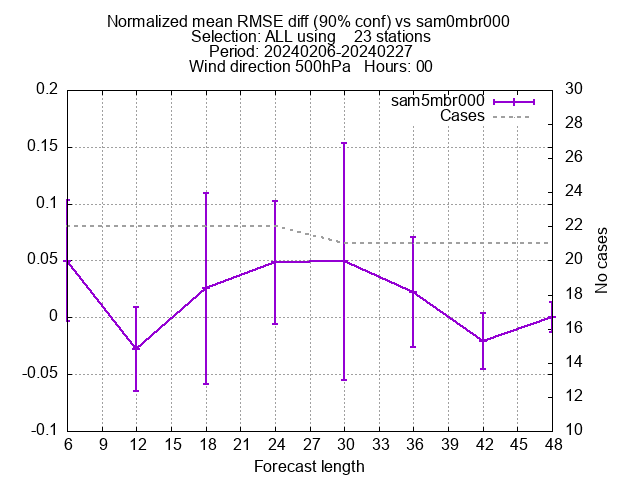 Normalized mean RMSE diff (90% conf) vs sam0mbr000
Selection: ALL using    23 stations
Period: 20240206-20240227
Wind direction 500hPa   Hours: 00
sam5mbr000
Cases
0.2
0.15
0.1
0.05
0
-0.05
-0.1
30
28
26
24
22
20
18
16
14
12
10
No cases
6 9 12 15 18 21 24 27 30 33 36 39 42 45 48
Forecast length